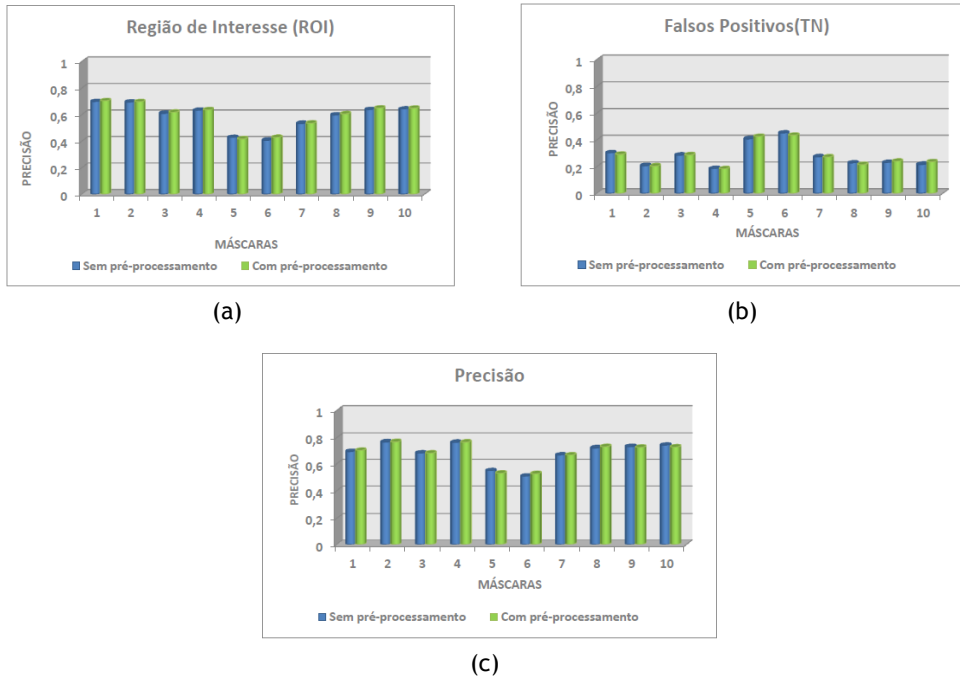 Região de Interesse (ROI)
PRECISÃO
1
0,8
0,6
0,4
0,2
0
1 2 3 4 5 6 7 8 9 10
MÁSCARAS
Sem pré-processamento Com pré-processamento
(a)
Falsos Positivos(TN)
PRECISÃO
1
0,8
0,6
0,4
0,2
0
1 2 3 4 5 6 7 8 9 10
MÁSCARAS
Sem pré-processamento Com pré-processamento
(b)
Precisão
PRECISÃO
1
0,8
0,6
0,4
0,2
0
1 2 3 4 5 6 7 8 9 10
MÁSCARAS
Sem pré-processamento Com pré-processamento
(c)